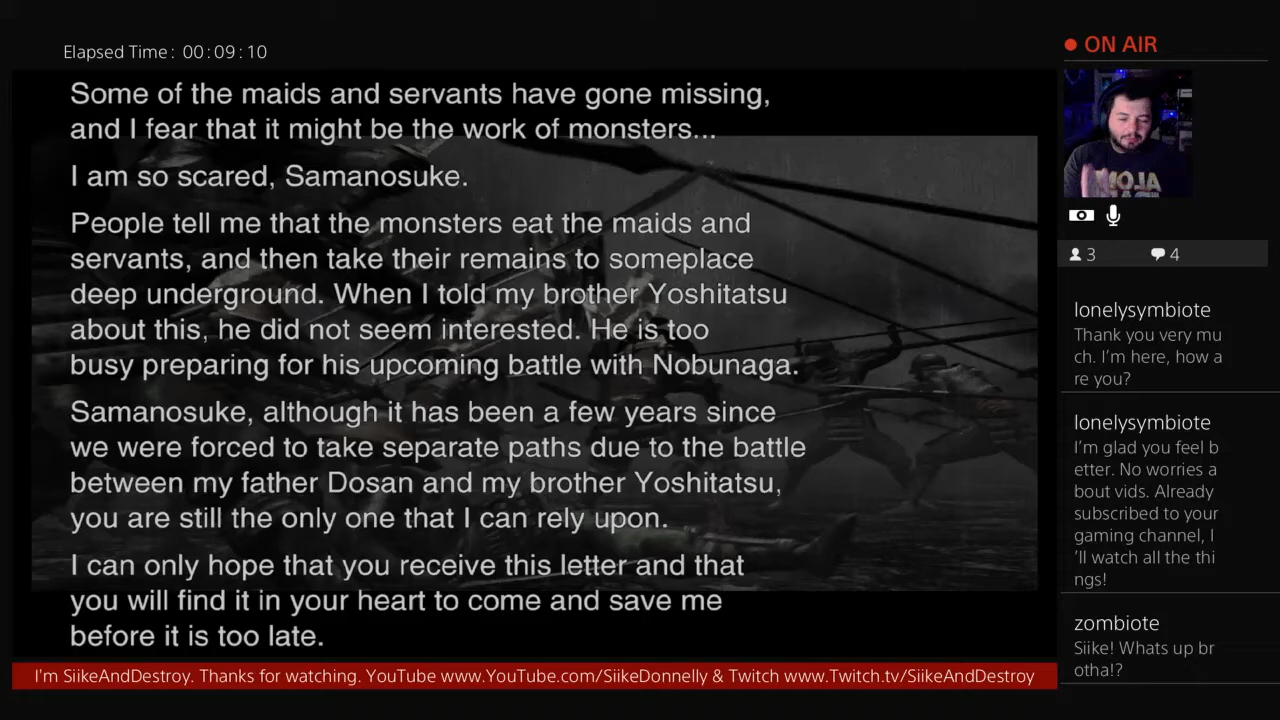 Elapsed Time: 00:09:10
Some of the maids and servants have gone missing,
and I fear that it might be the work of monsters...
I am so scared, Samanosuke.
People tell me that the monsters eat the maids and
servants, and then take their remains to someplace
deep underground. When I told my brother Yoshitatsu
about this, he did not seem interested. He is too
busy preparing for his upcoming battle with Nobunaga.
Samanosuke, although it has been a few years since
we were forced to take separate paths due to the battle
between my father Dosan and my brother Yoshitatsu,
you are still the only one that I can rely upon.
I can only hope that you receive this letter and that
you will find it in your heart to come and save me
before it is too late.
I'm SiikeAndDestroy. Thanks for watching. YouTube www.YouTube.com/SiikeDonnelly & Twitch www.Twitch.tv/SiikeAndDestroy
ON AIR
3 4
lonelysymbiote
Thank you very mu
ch. I'm here, how a
re you?
lonelysymbiote
I'm glad you feel b
etter. No worries a
bout vids. Already
subscribed to your
gaming channel, I
'll watch all the thi
ngs!
zombiote
Siike! Whats up br
otha!?